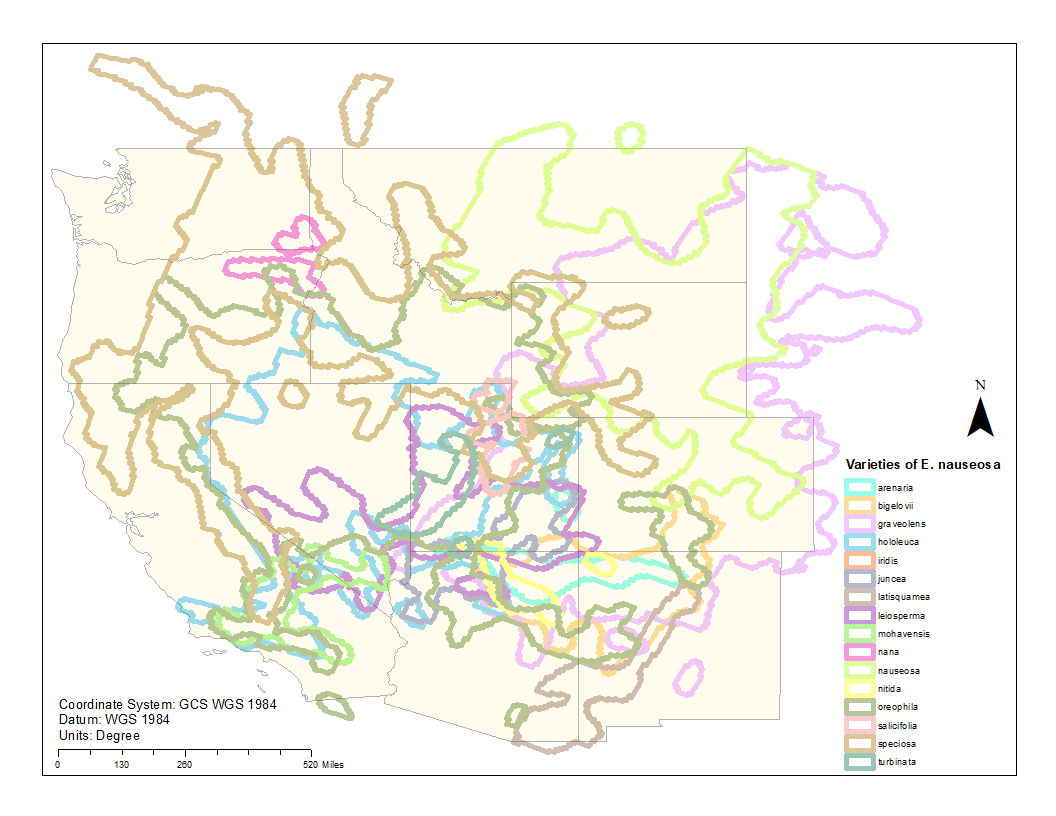 N
Varieties of E. nauseosa
arenaria
bigelovii
graveolens
hololeuca
iridis
juncea
latisquamea
leiosperma
mohavensis
nana
nauseosa
nitida
oreophila
salicifolia
speciosa
turbinata
Coordinate System: GCS WGS 1984
Datum: WGS 1984
Units: Degree
0 130 260 520 Miles